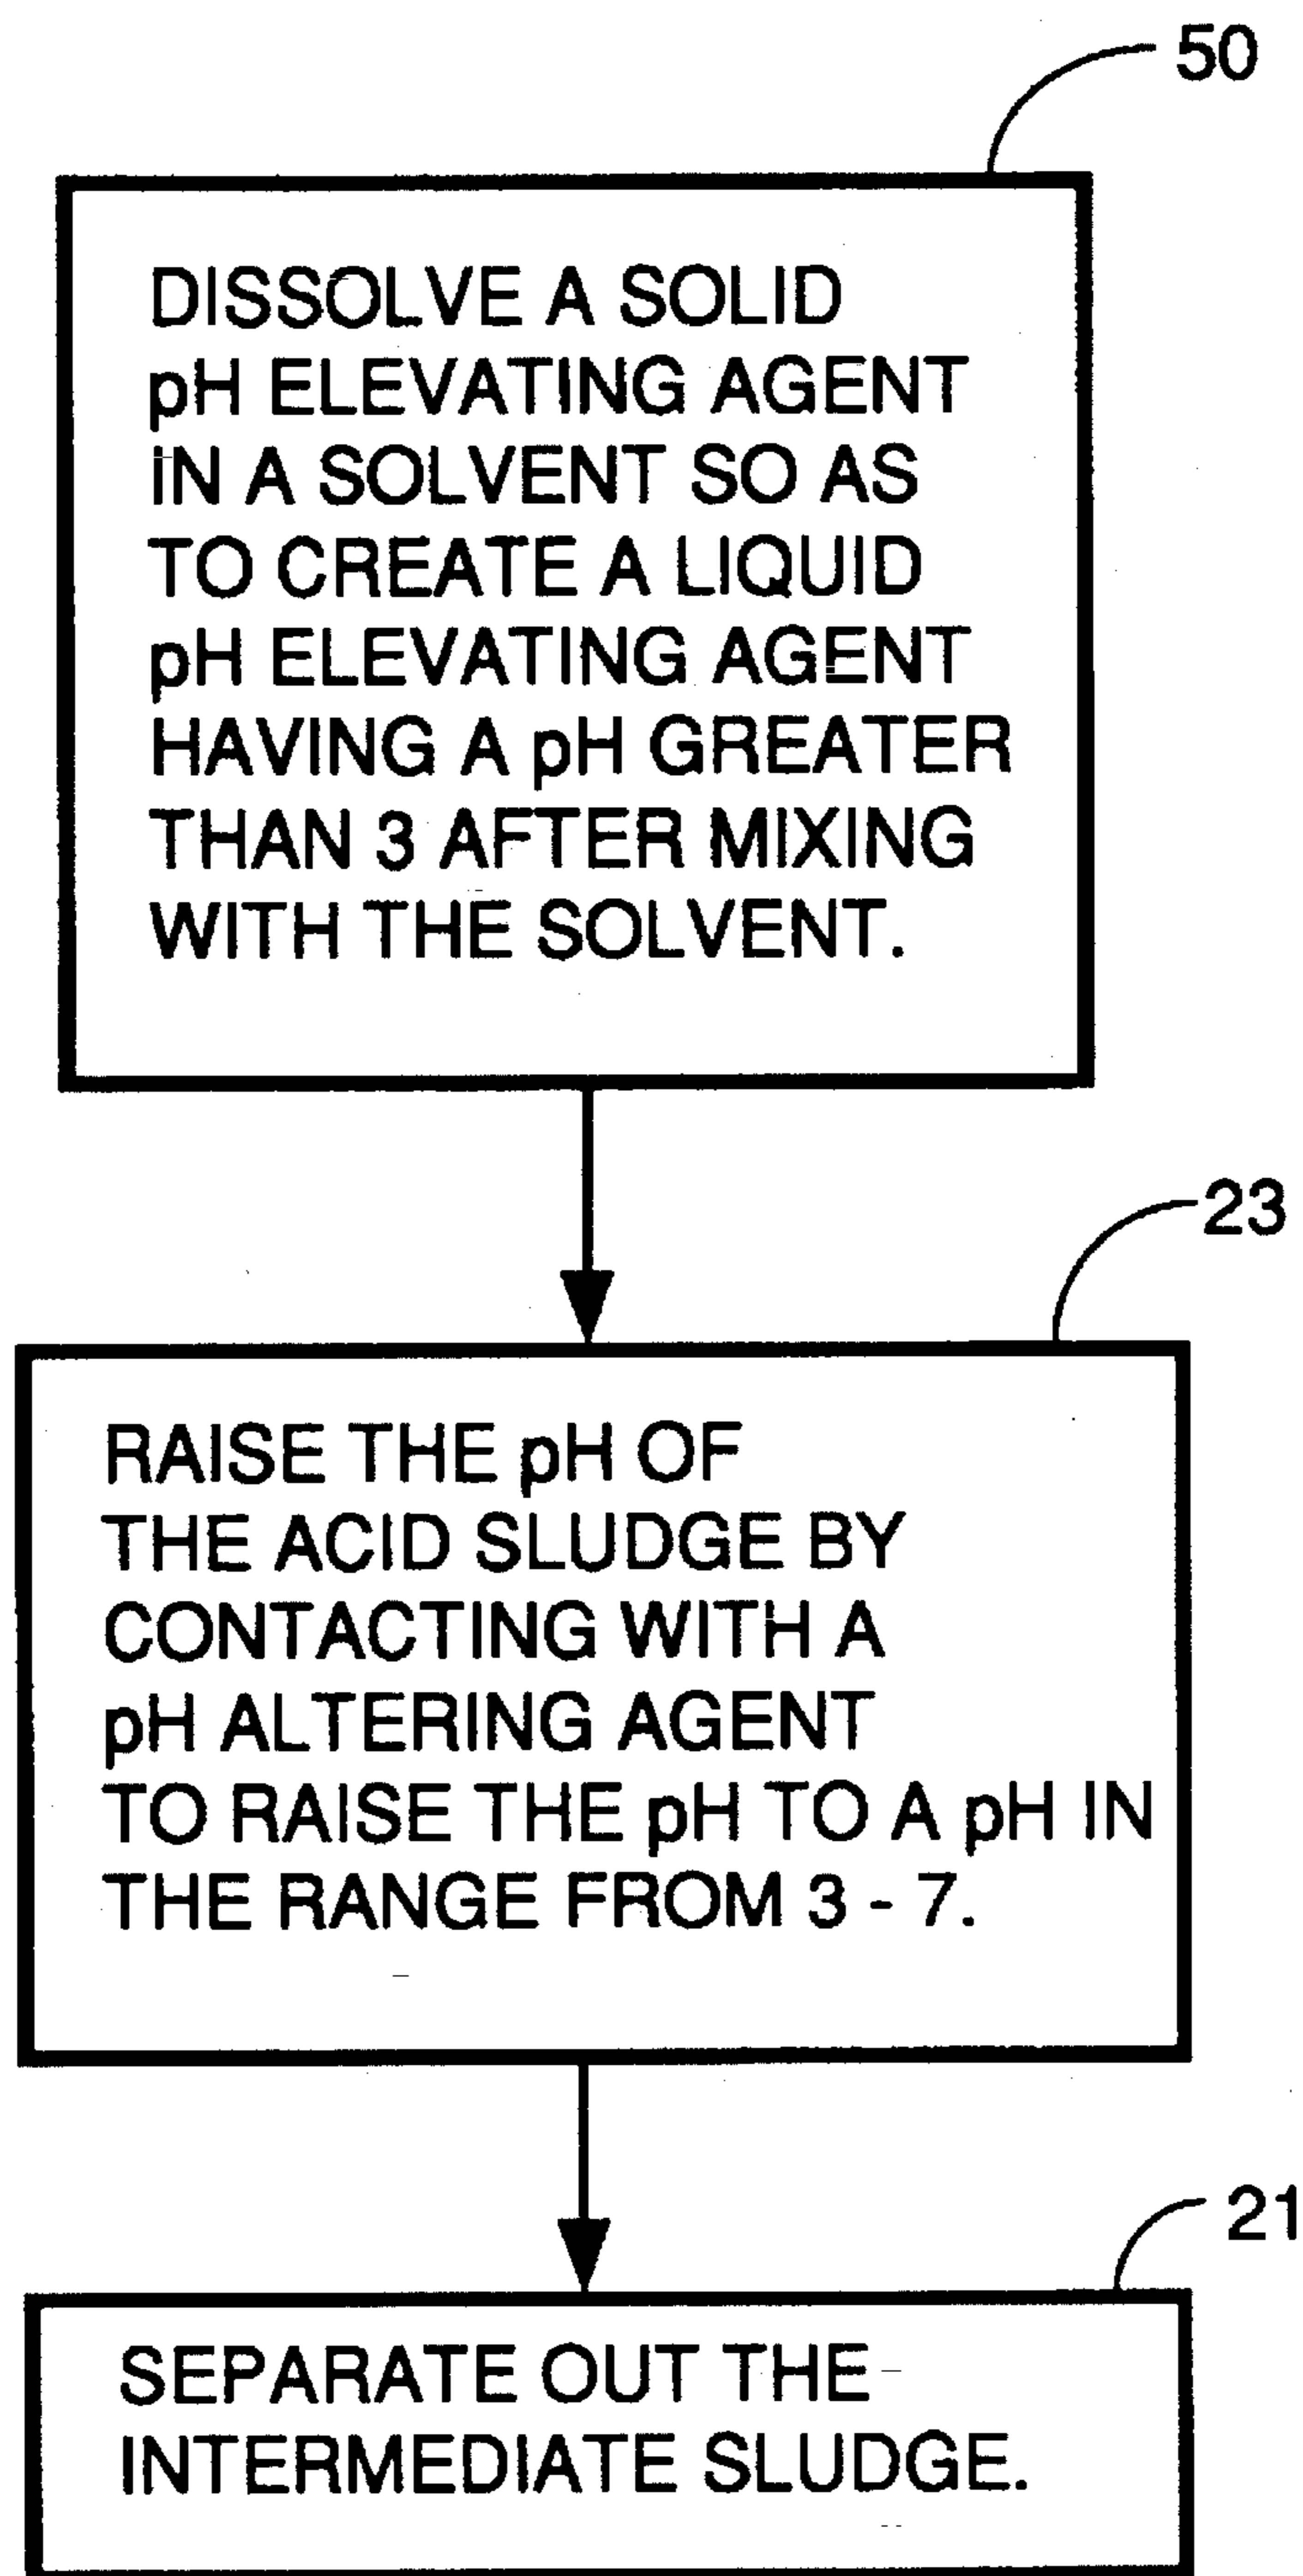 50
DISSOLVE A SOLID
pH ELEVATING AGENT
IN A SOLVENT SO AS
TO CREATE A LIQUID
pH ELEVATING AGENT
HAVING A pH GREATER
THAN 3 AFTER MIXING
WITH THE SOLVENT.
23
RAISE THE pH OF
THE ACID SLUDGE BY
CONTACTING WITH A
pH ALTERING AGENT
TO RAISE THE pH TO A pH IN
THE RANGE FROM 3 - 7.
21
SEPARATE OUT THE
INTERMEDIATE SLUDGE.